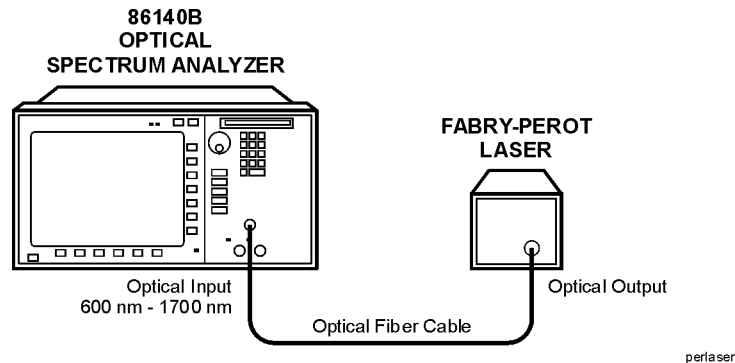 86140B
OPTICAL
SPECTRUM ANALYZER
FABRY-PEROT
LASER
Optical Input
600 nm - 1700 nm
Optical Output
Optical Fiber Cable
perlaser